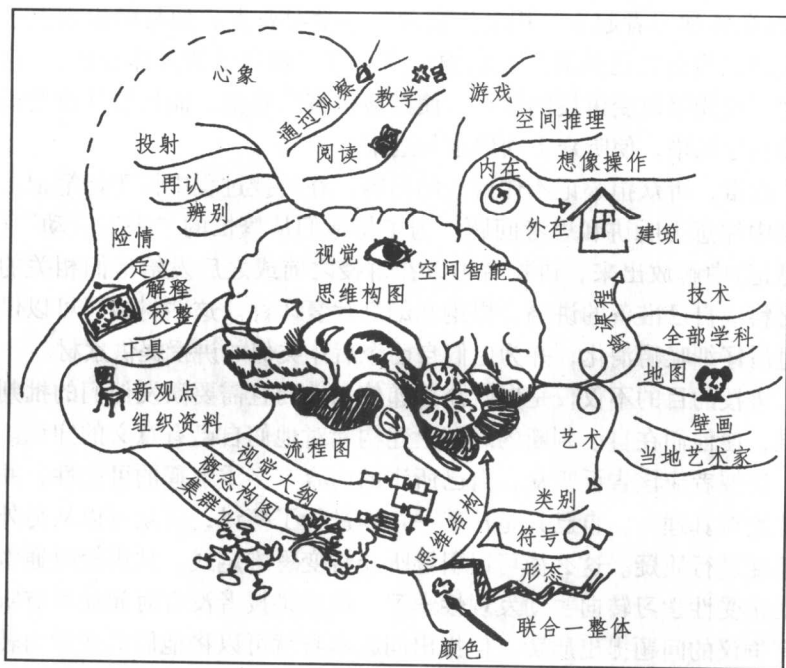 心象
通过观察
教学
阅读
游戏
空间推理
内在
想像操作
外在
建筑
投射
再认
辨别
视觉
空间智能
思维构图
险情
定义
解释
校整
工具
新观点
组织资料
流程图
视觉大纲
概念构图
集群化
思维结构
技术
全部学科
地图
壁画
当地艺术家
艺术
类别
符号
形态
联合—整体
颜色